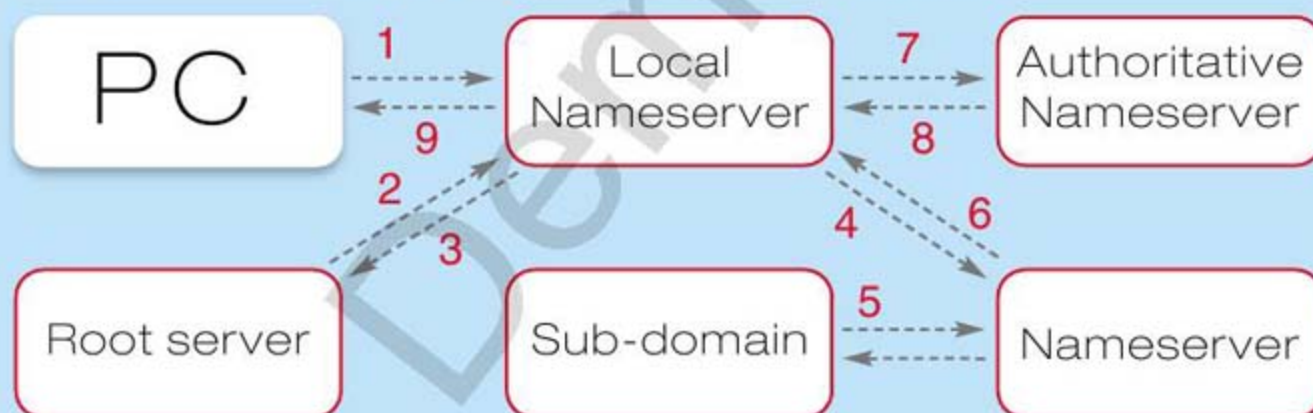 PC
1
9
Local
Nameserver
7
8
Authoritative
Nameserver
2
3
4
6
Root server
Sub-domain
5
Nameserver